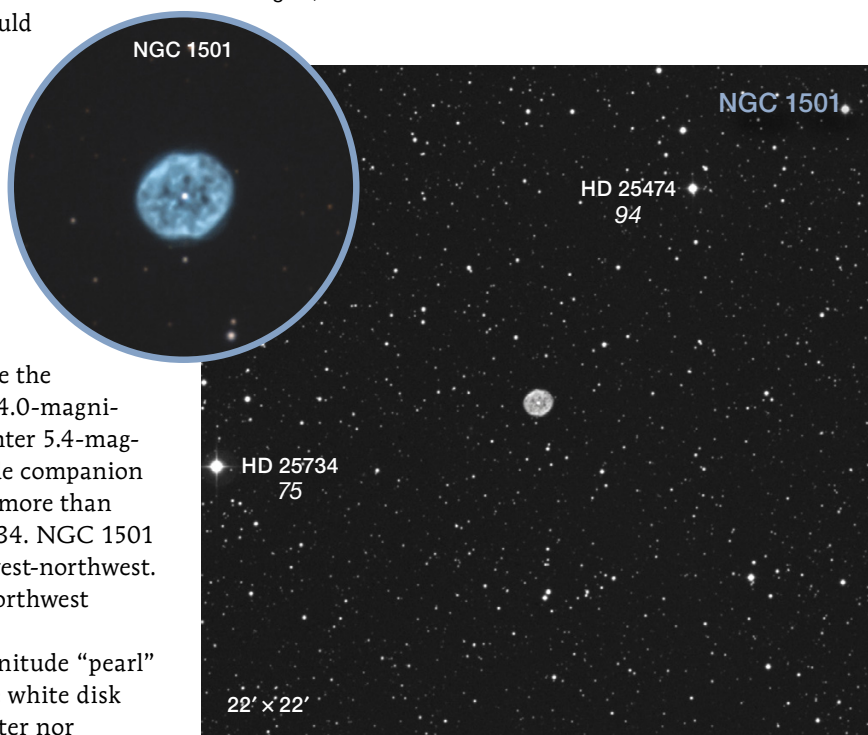 uld
NGC 1501
NGC 1501
HD 25474
94
e the
4.0-magni-
nter 5.4-mag-
e companion
HD 25734
75
more than
34. NGC 1501
est-northwest.
orthwest
nitude “pearl”
white disk
22′ × 22′
ter nor